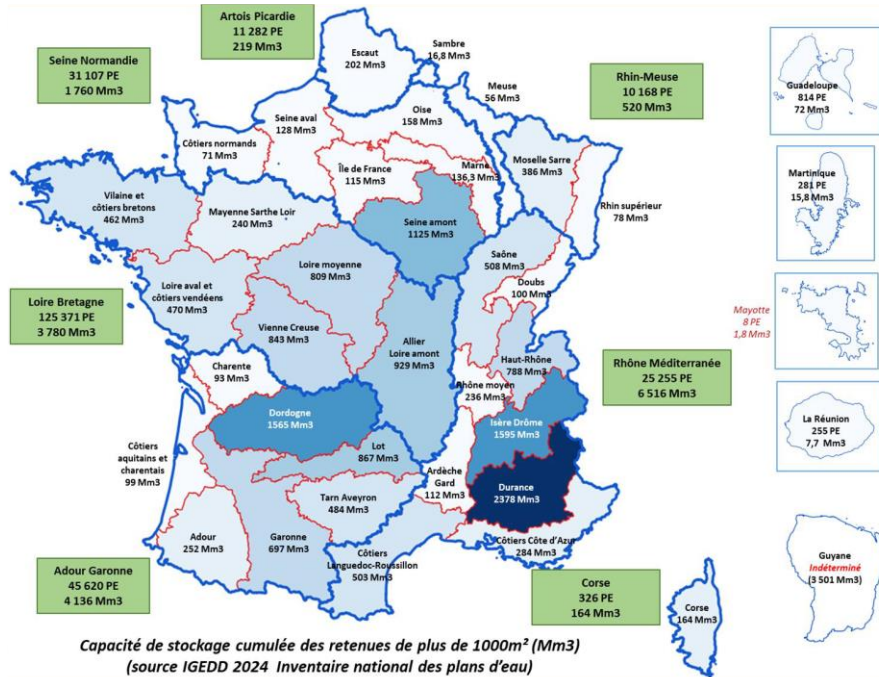 Artois Picardie
11 282 PE
219 Mm3
Seine Normandie
31 107 PE
1 760 Mm3
Rhin-Meuse
10 168 PE
520 Mm3
Escaut
202 Mm3
Sambre
16,8 Mm3
Meuse
56 Mm3
Guadeloupe
814 PE
72 Mm3
Seine aval
128 Mm3
Oise
158 Mm3
Côtiers normands
71 Mm3
Île de France
115 Mm3
Marne
136,3 Mm3
Moselle Sarre
386 Mm3
Martinique
281 PE
15,8 Mm3
Rhin supérieur
78 Mm3
Vilaine et
côtiers bretons
462 Mm3
Mayenne Sarthe Loir
240 Mm3
Seine amont
1125 Mm3
Saône
508 Mm3
Loire moyenne
809 Mm3
Doubs
100 Mm3
Loire Bretagne
125 371 PE
3 780 Mm3
Loire aval et
côtiers vendéens
470 Mm3
Mayotte
8 PE
1,8 Mm3
Vienne Creuse
843 Mm3
Allier
Loire amont
929 Mm3
Haut-Rhône
788 Mm3
Rhône Méditerranée
25 255 PE
6 516 Mm3
Charente
93 Mm3
Rhône moyen
236 Mm3
Dordogne
1565 Mm3
Isère Drôme
1595 Mm3
La Réunion
255 PE
7,7 Mm3
Côtiers
aquitains et
charentais
99 Mm3
Lot
867 Mm3
Ardèche
Gard
112 Mm3
Durance
2378 Mm3
Tarn Aveyron
484 Mm3
Adour
252 Mm3
Garonne
697 Mm3
Côtiers
Languedoc-Roussillon
503 Mm3
Côtiers Côte d'Azur
284 Mm3
Guyane
Indéterminé
(3 501 Mm3)
Adour Garonne
45 620 PE
4 136 Mm3
Corse
326 PE
164 Mm3
Corse
164 Mm3
Capacité de stockage cumulée des retenues de plus de 1000m² (Mm3)
(source IGEDD 2024 Inventaire national des plans d'eau)